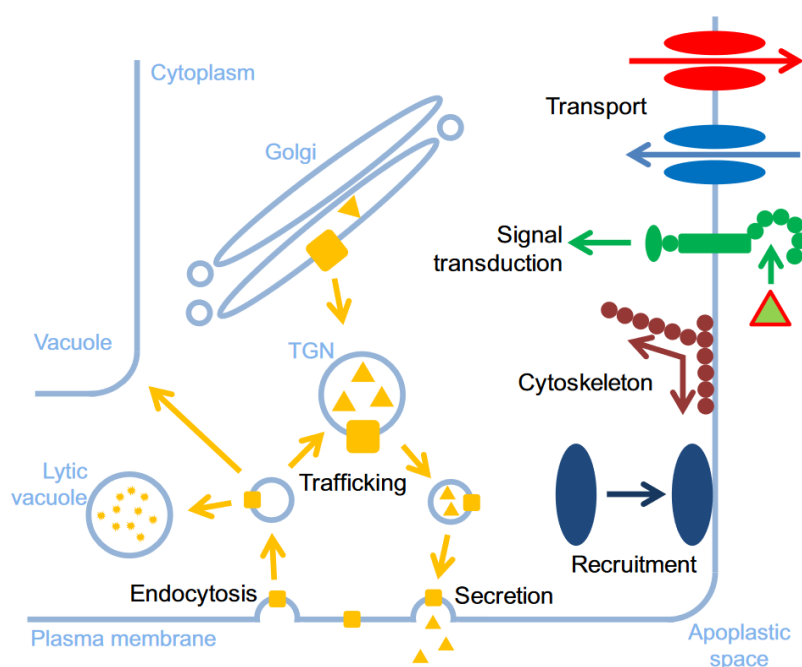 Cytoplasm
Golgi
Transport
Signal
transduction
Vacuole
TGN
Cytoskeleton
Lytic
vacuole
Trafficking
Recruitment
Endocytosis
Secretion
Plasma membrane
Apoplastic
space